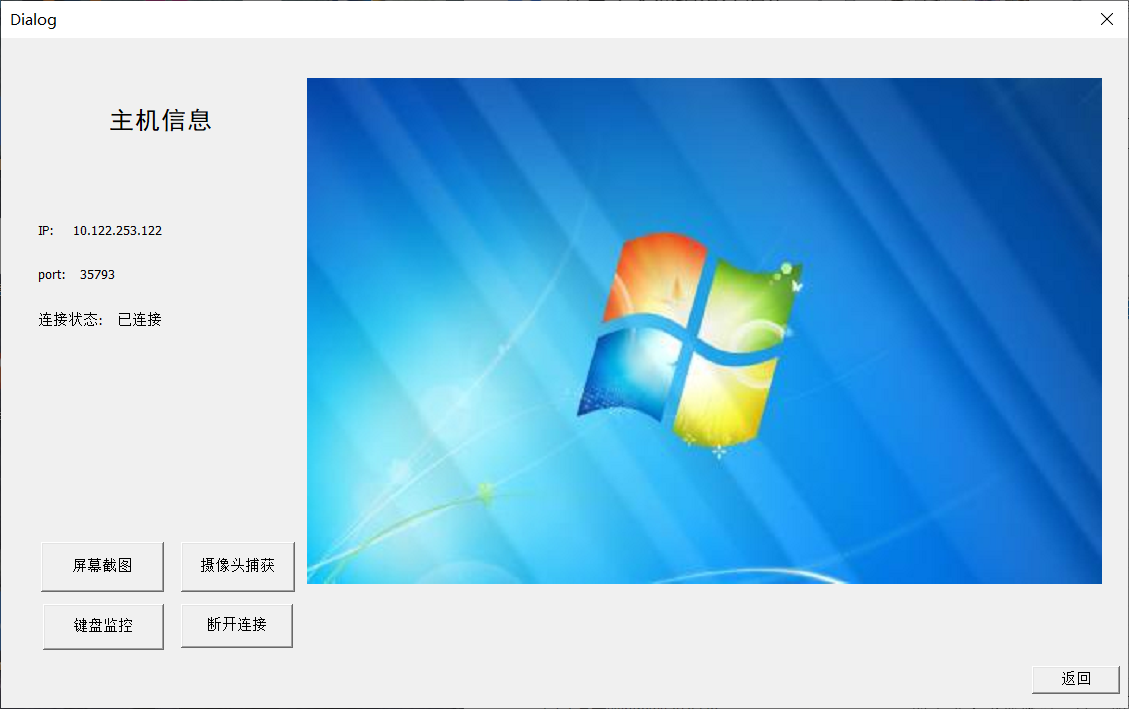 Dialog
主机信息
IP: 10.122.253.122
port: 35793
连接状态: 已连接
屏幕截图 摄像头捕获
键盘监控 断开连接
返回